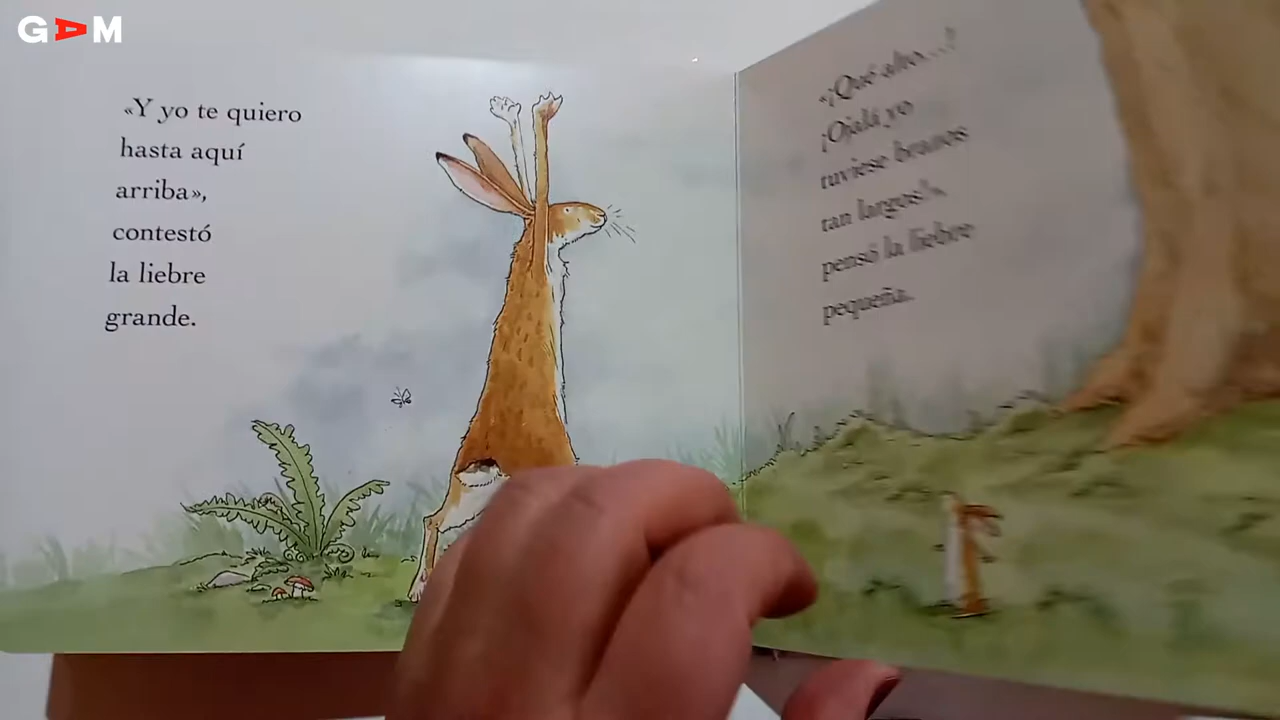 GAM
«Y yo te quiero
hasta aquí
arriba»,
contestó
la liebre
grande.
«¡Qué alto...!
¡Ojalá yo
tuviese brazos
tan largos!»,
pensó la liebre
pequeña.